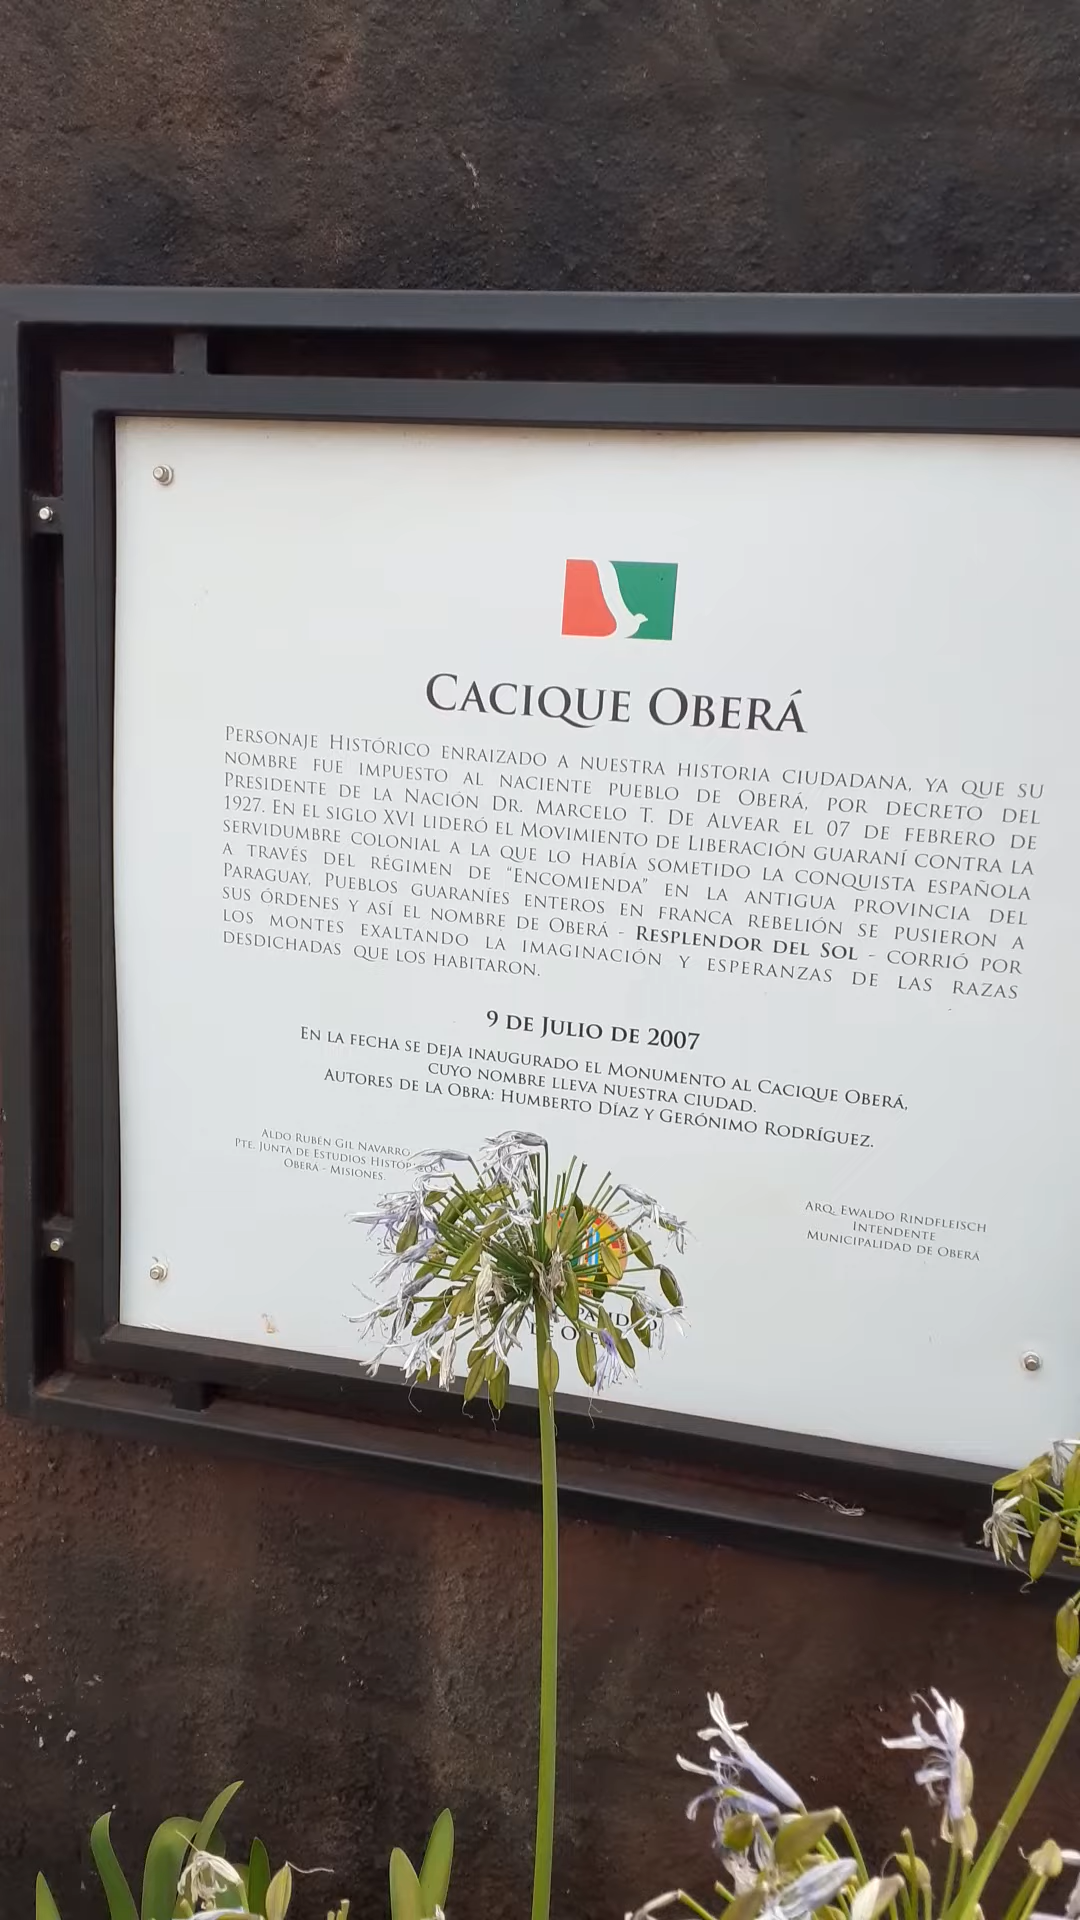 Cacique Oberá
Personaje Histórico enraizado a nuestra historia ciudadana, ya que su
nombre fue impuesto al naciente pueblo de Oberá, por decreto del
Presidente de la Nación Dr. Marcelo T. De Alvear el 07 de febrero de
1927. En el siglo XVI lideró el Movimiento de Liberación guaraní contra la
servidumbre colonial a la que lo había sometido la conquista española
a través del régimen de "Encomienda" en la antigua provincia del
Paraguay. Pueblos guaraníes enteros en franca rebelión se pusieron a
sus órdenes y así el nombre de Oberá - Resplendor del Sol - corrió por
los montes exaltando la imaginación y esperanzas de las razas
desdichadas que los habitaron.
9 de Julio de 2007
En la fecha se deja inaugurado el Monumento al Cacique Oberá,
cuyo nombre lleva nuestra ciudad.
Autores de la Obra: Humberto Díaz y Gerónimo Rodríguez.
Aldo Rubén Gil Navarro
Pte. Junta de Estudios
Oberá - Misiones.
Arq. Ewaldo Rindfleisch
Intendente
Municipalidad de Oberá